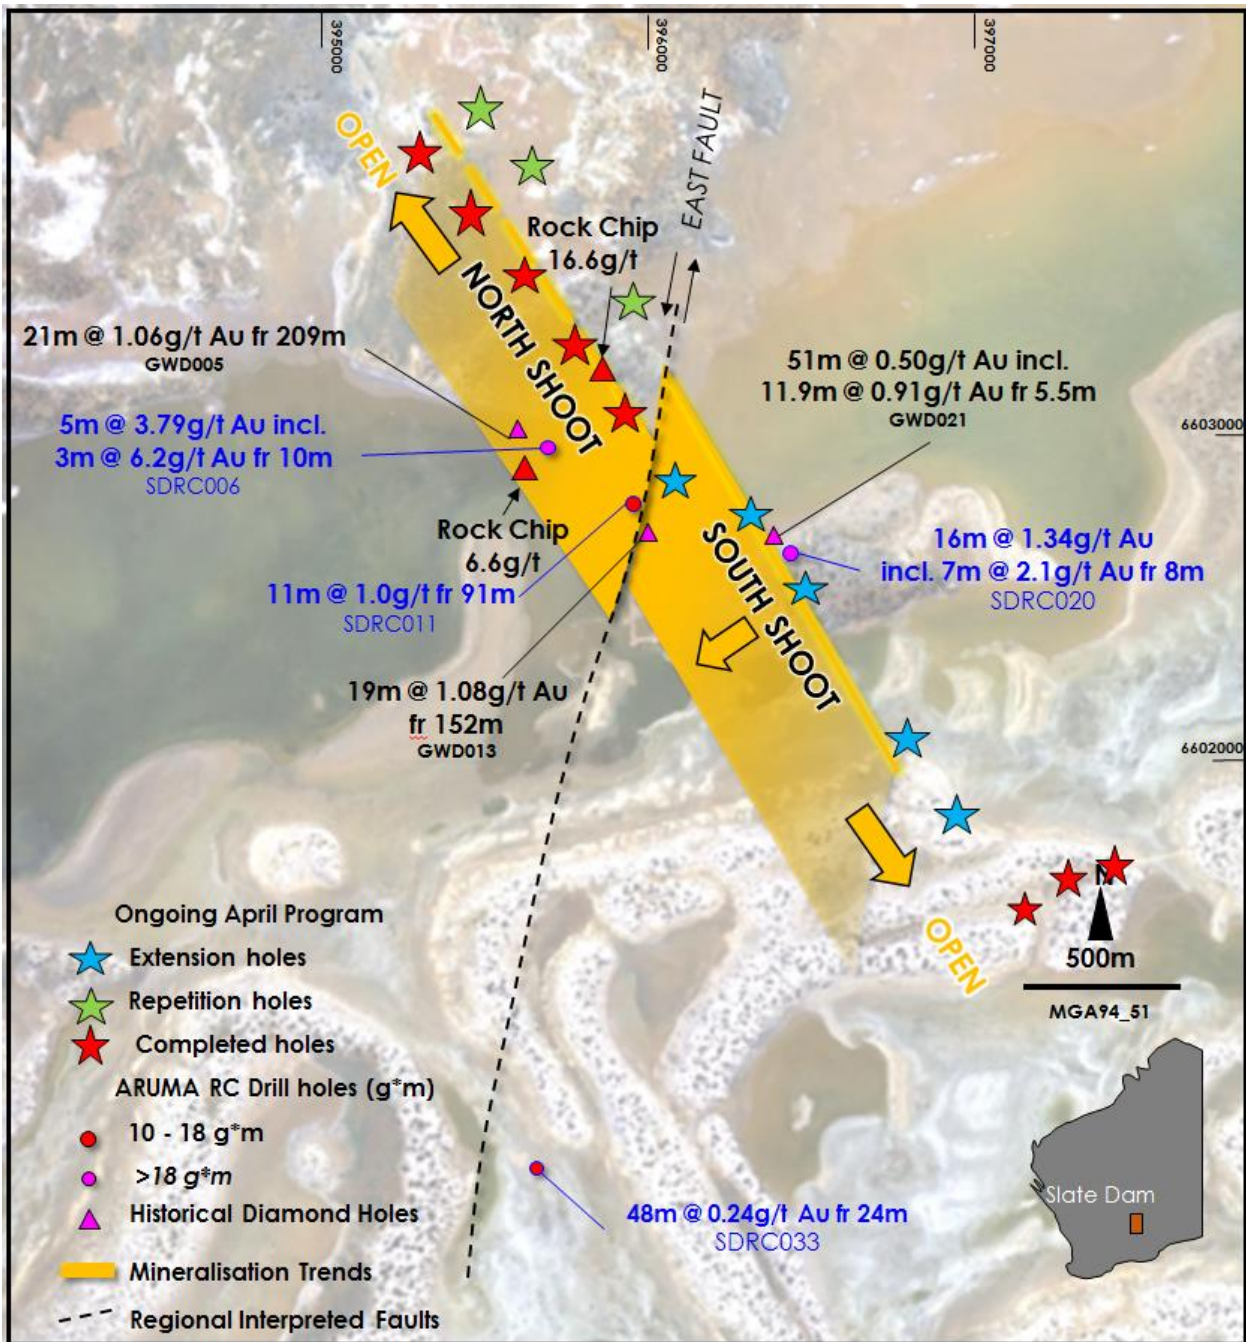 395000
396000
397000
OPEN
EAST FAULT
Rock Chip
16.6g/t
NORTH SHOOT
21m @ 1.06g/t Au fr 209m
GWD005
51m @ 0.50g/t Au incl.
11.9m @ 0.91g/t Au fr 5.5m
GWD021
5m @ 3.79g/t Au incl.
3m @ 6.2g/t Au fr 10m
SDRC006
6603000
Rock Chip
6.6g/t
SOUTH SHOOT
16m @ 1.34g/t Au
incl. 7m @ 2.1g/t Au fr 8m
SDRC020
11m @ 1.0g/t fr 91m
SDRC011
19m @ 1.08g/t Au
fr 152m
GWD013
6602000
OPEN
N
500m
MGA94_51
Ongoing April Program
Extension holes
Repetition holes
Completed holes
ARUMA RC Drill holes (g*m)
10 - 18 g*m
>18 g*m
Historical Diamond Holes
Mineralisation Trends
Regional Interpreted Faults
48m @ 0.24g/t Au fr 24m
SDRC033
Slate Dam